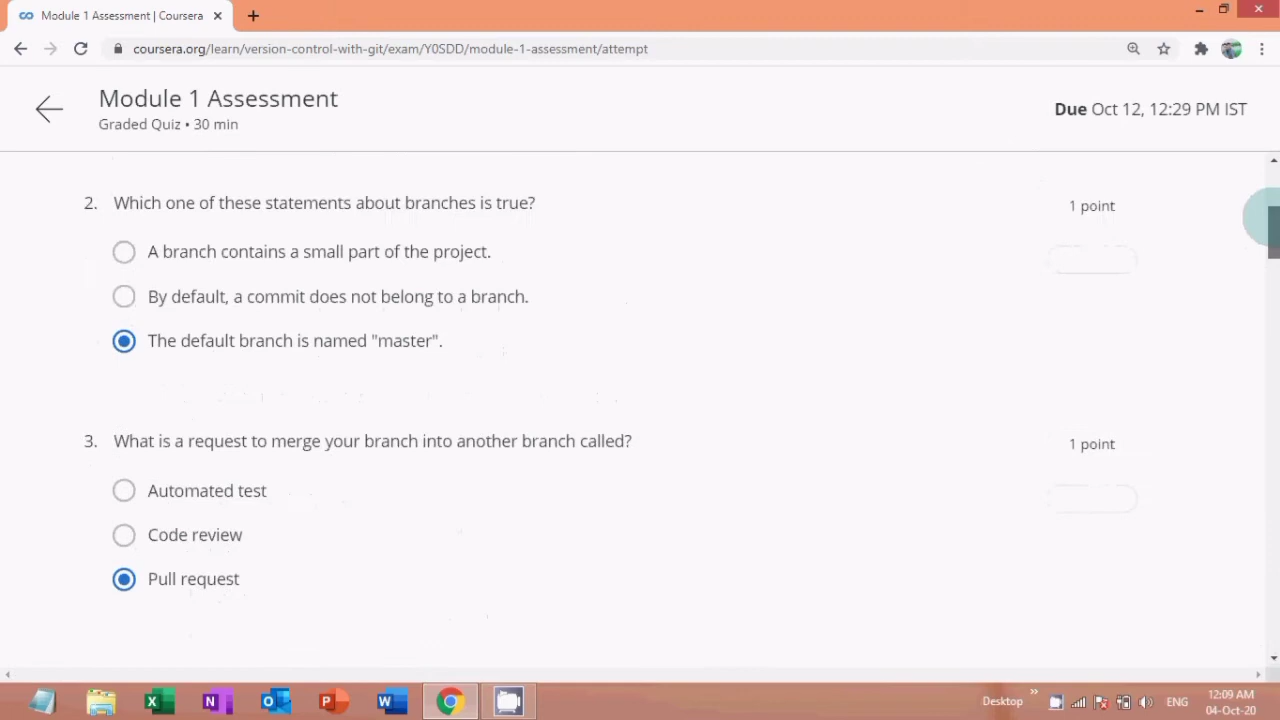 Module 1 Assessment | Coursera
coursera.org/learn/version-control-with-git/exam/Y0SDD/module-1-assessment/attempt
Module 1 Assessment
Graded Quiz • 30 min
Due Oct 12, 12:29 PM IST
2. Which one of these statements about branches is true?
1 point
A branch contains a small part of the project.
By default, a commit does not belong to a branch.
The default branch is named "master".
3. What is a request to merge your branch into another branch called?
1 point
Automated test
Code review
Pull request
Desktop
ENG
12:09 AM
04-Oct-20